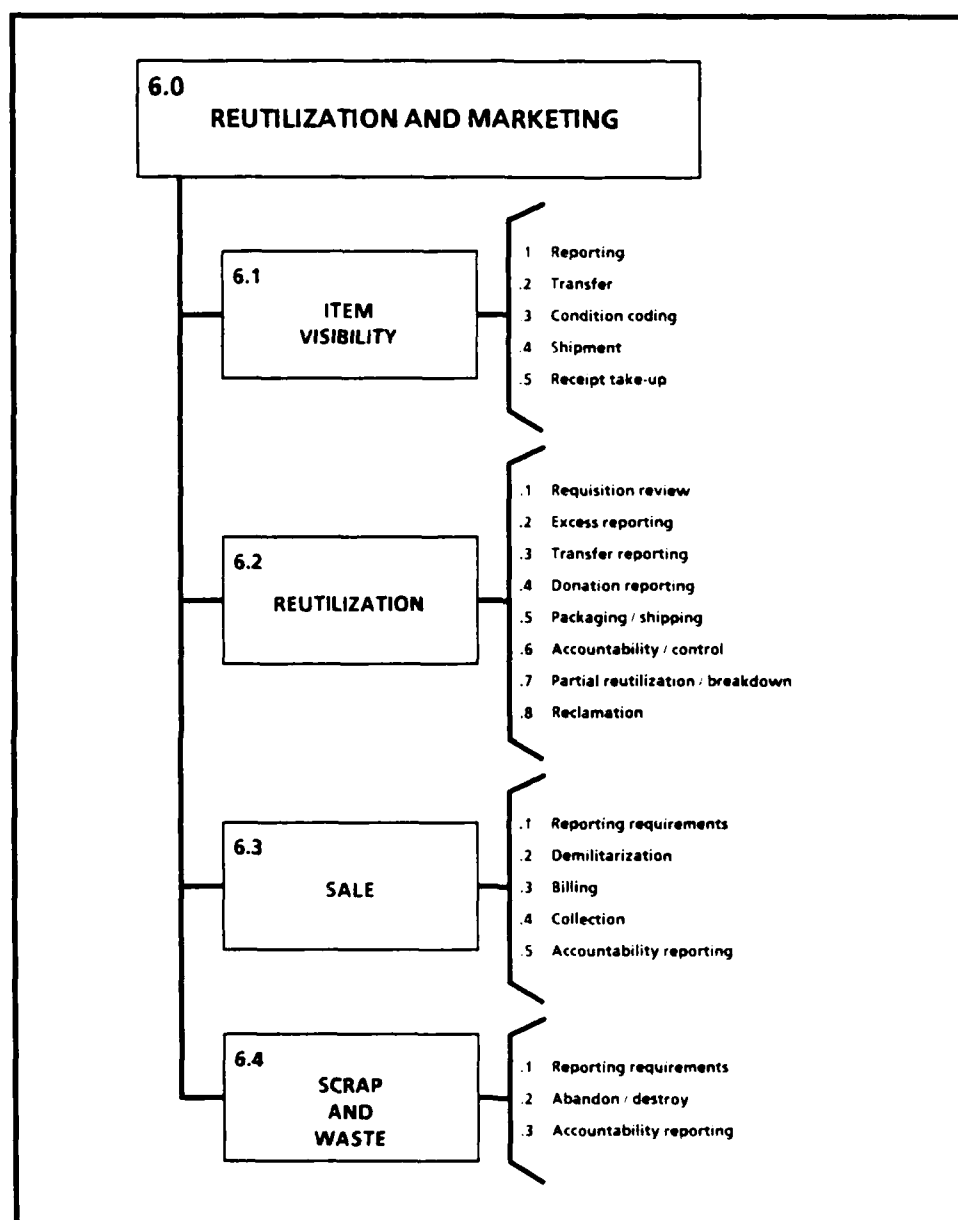 6.0
REUTILIZATION AND MARKETING
6.1
ITEM
VISIBILITY
1 Reporting
.2 Transfer
3 Condition coding
.4 Shipment
.5 Receipt take-up
6.2
REUTILIZATION
.1 Requisition review
.2 Excess reporting
.3 Transfer reporting
.4 Donation reporting
.5 Packaging / shipping
.6 Accountability / control
.7 Partial reutilization / breakdown
.8 Reclamation
6.3
SALE
.1 Reporting requirements
.2 Demilitarization
.3 Billing
.4 Collection
.5 Accountability reporting
6.4
SCRAP
AND
WASTE
.1 Reporting requirements
.2 Abandon / destroy
.3 Accountability reporting